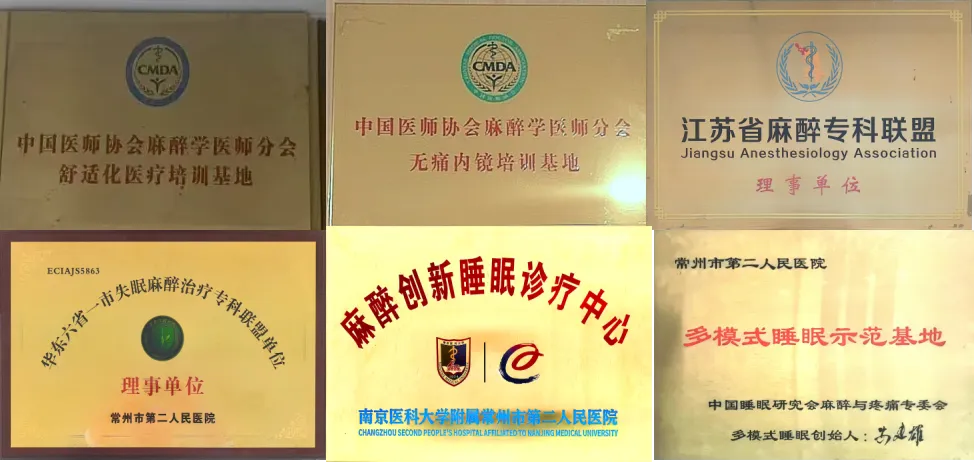 CMDA
中国医师协会麻醉学医师分会
舒适化医疗培训基地
CMDA
中国医师协会麻醉学医师分会
无痛内镜培训基地
江苏省麻醉专科联盟
Jiangsu Anesthesiology Association
理事单位
ECIAJS5863
华东六省一市失眠麻醉治疗专科联盟单位
理事单位
常州市第二人民医院
麻醉创新睡眠诊疗中心
南京医科大学附属常州市第二人民医院
CHANGZHOU SECOND PEOPLE'S HOSPITAL AFFILIATED TO NANJING MEDICAL UNIVERSITY
常州市第二人民医院
多模式睡眠示范基地
中国睡眠研究会麻醉与疼痛专委会
多模式睡眠创始人：